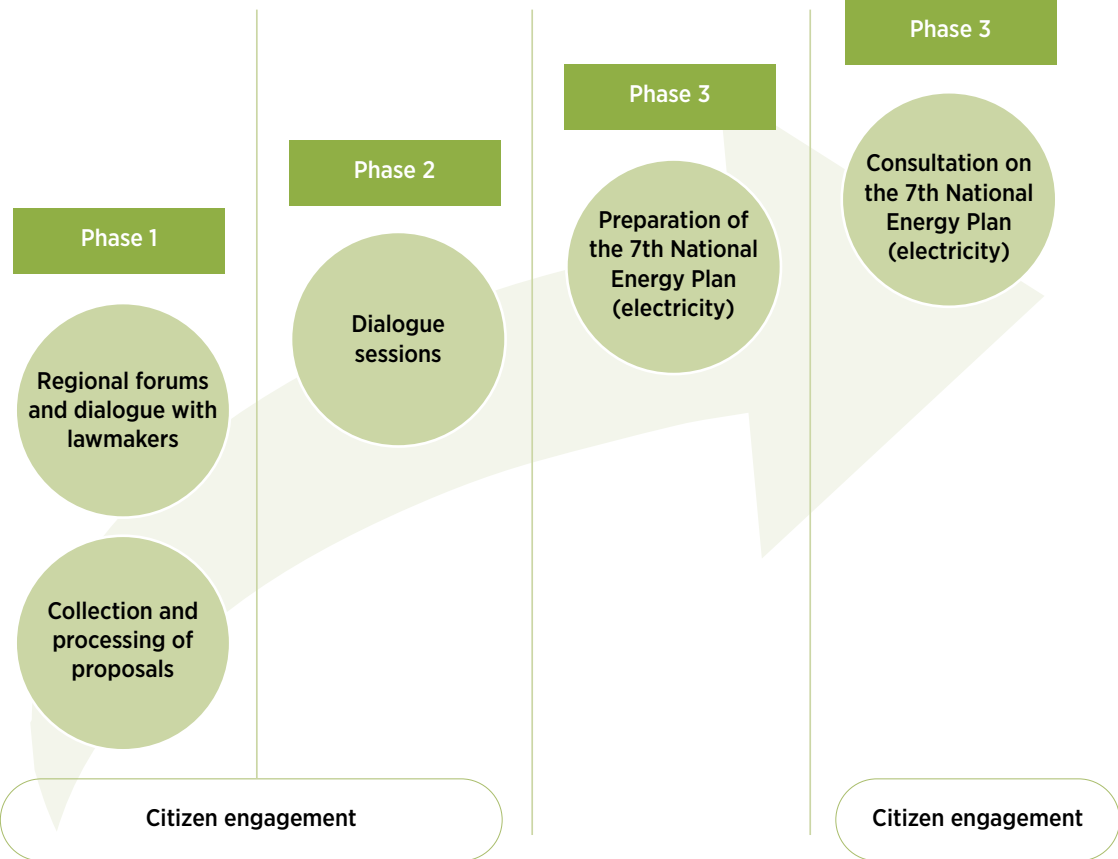 Phase 1
Regional forums
and dialogue with
lawmakers
Collection and
processing of
proposals
Phase 2
Dialogue
sessions
Phase 3
Preparation of
the 7th National
Energy Plan
(electricity)
Phase 3
Consultation on
the 7th National
Energy Plan
(electricity)
Citizen engagement
Citizen engagement